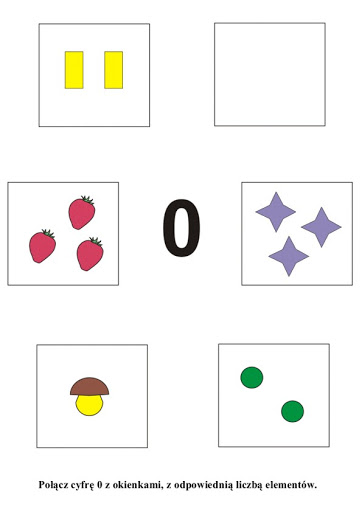 0
Połącz cyfrę 0 z okienkami, z odpowiednią liczbą elementów.